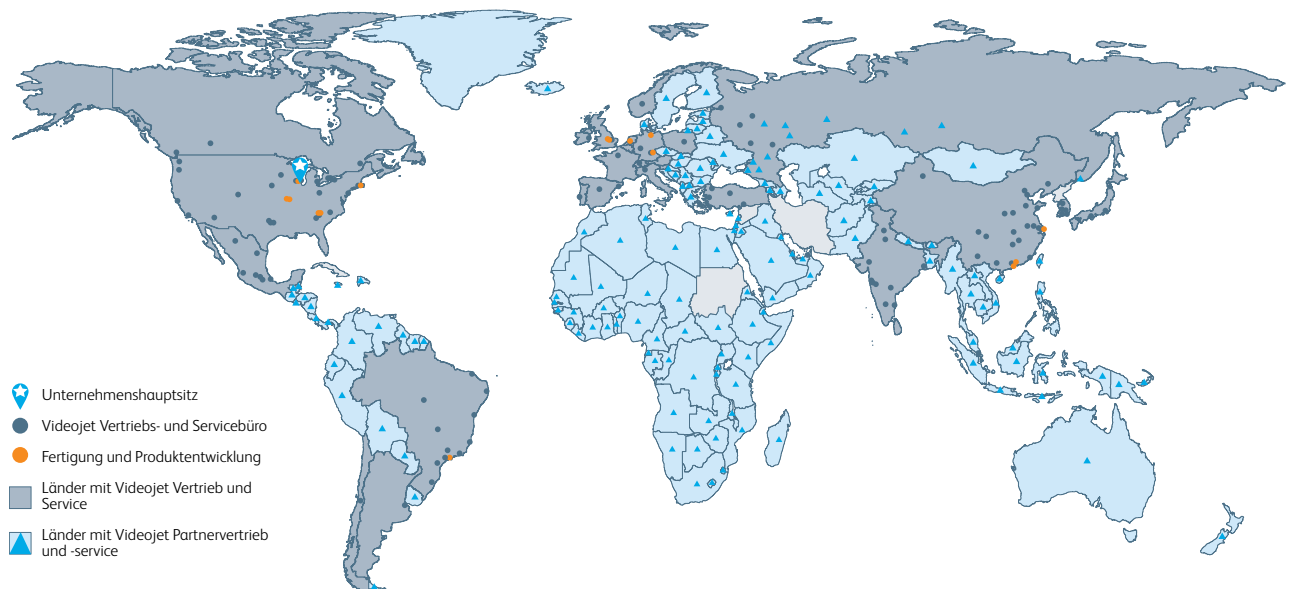 Unternehmenshauptsitz
Videojet Vertriebs- und Servicebüro
Fertigung und Produktentwicklung
Länder mit Videojet Vertrieb und
Service
Länder mit Videojet Partnervertrieb
und -service